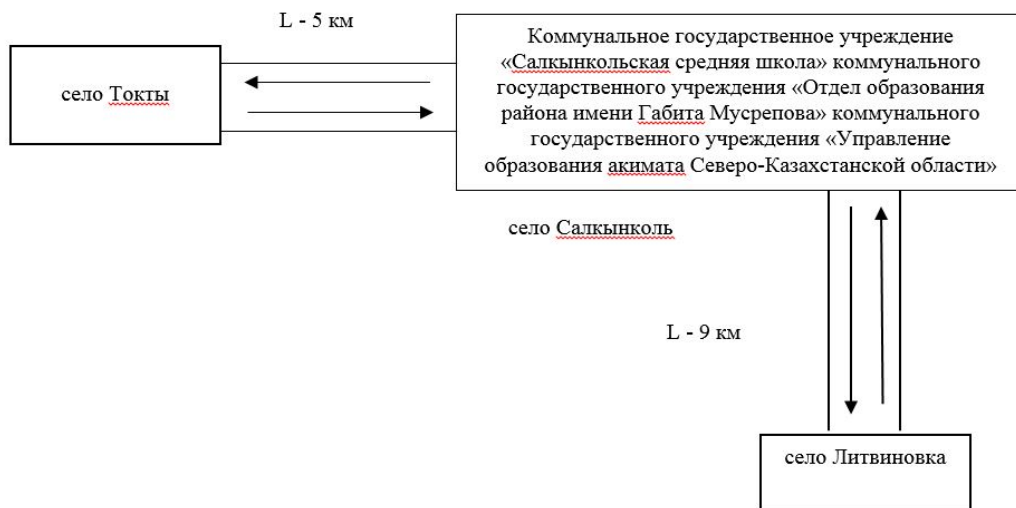 L - 5 км
село Токты
Коммунальное государственное учреждение
«Салкынкольская средняя школа» коммунального
государственного учреждения «Отдел образования
района имени Габита Мусрепова» коммунального
государственного учреждения «Управление
образования акимата Северо-Казахстанской области»
село Салкынколь
L - 9 км
село Литвиновка